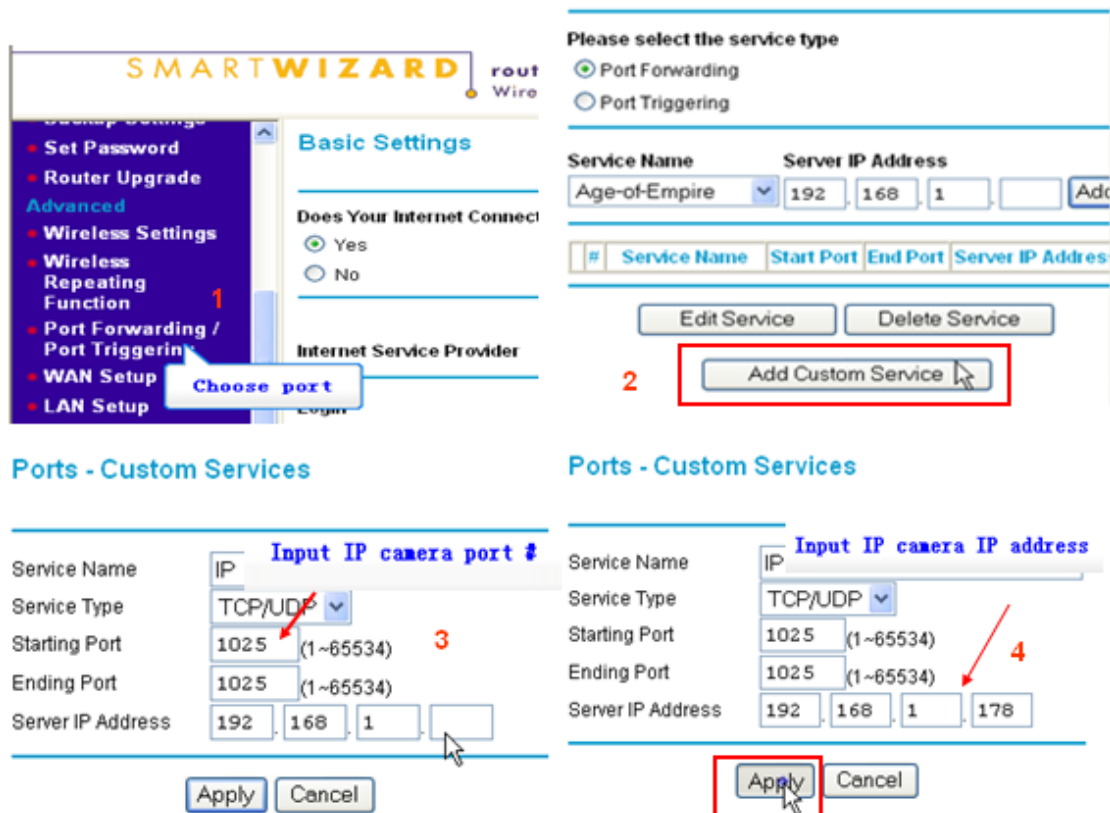 SMARTWIZARD
rout
Wire
Backup Settings
Set Password
Router Upgrade
Advanced
Wireless Settings
Wireless
Repeating
Function
1
Port Forwarding /
Port Triggering
WAN Setup
LAN Setup
Choose port
Basic Settings
Does Your Internet Connect
Yes
No
Internet Service Provider
Login
Please select the service type
Port Forwarding
Port Triggering
Service Name Server IP Address
Age-of-Empire 192 . 168 . 1 . Add
# Service Name Start Port End Port Server IP Address
Edit Service Delete Service
2 Add Custom Service
Ports - Custom Services
Input IP camera port #
Service Name IP
Service Type TCP/UDP
Starting Port 1025 (1~65534) 3
Ending Port 1025 (1~65534)
Server IP Address 192 . 168 . 1 .
Apply Cancel
Ports - Custom Services
Input IP camera IP address
Service Name IP
Service Type TCP/UDP
Starting Port 1025 (1~65534) 4
Ending Port 1025 (1~65534)
Server IP Address 192 . 168 . 1 . 178
Apply Cancel